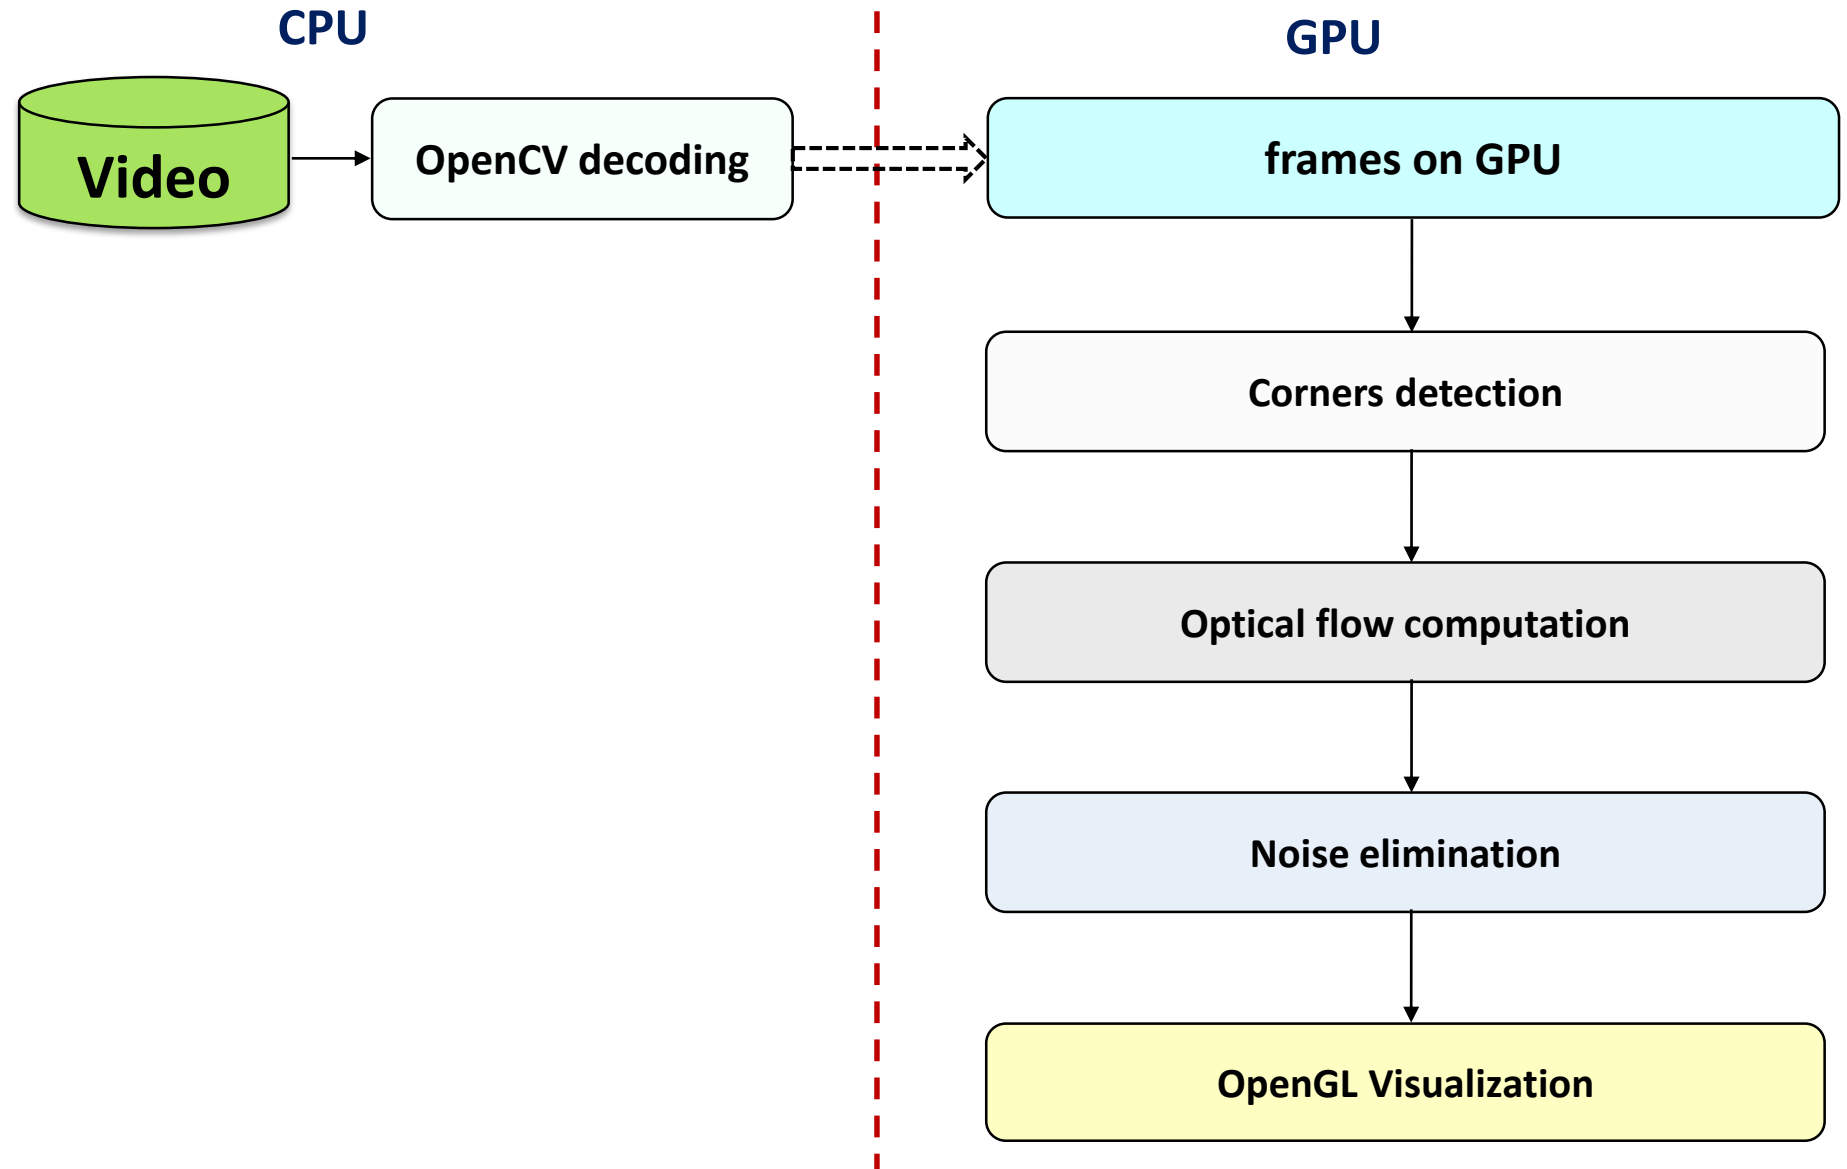 CPU
GPU
Video
OpenCV decoding
frames on GPU
Corners detection
Optical flow computation
Noise elimination
OpenGL Visualization